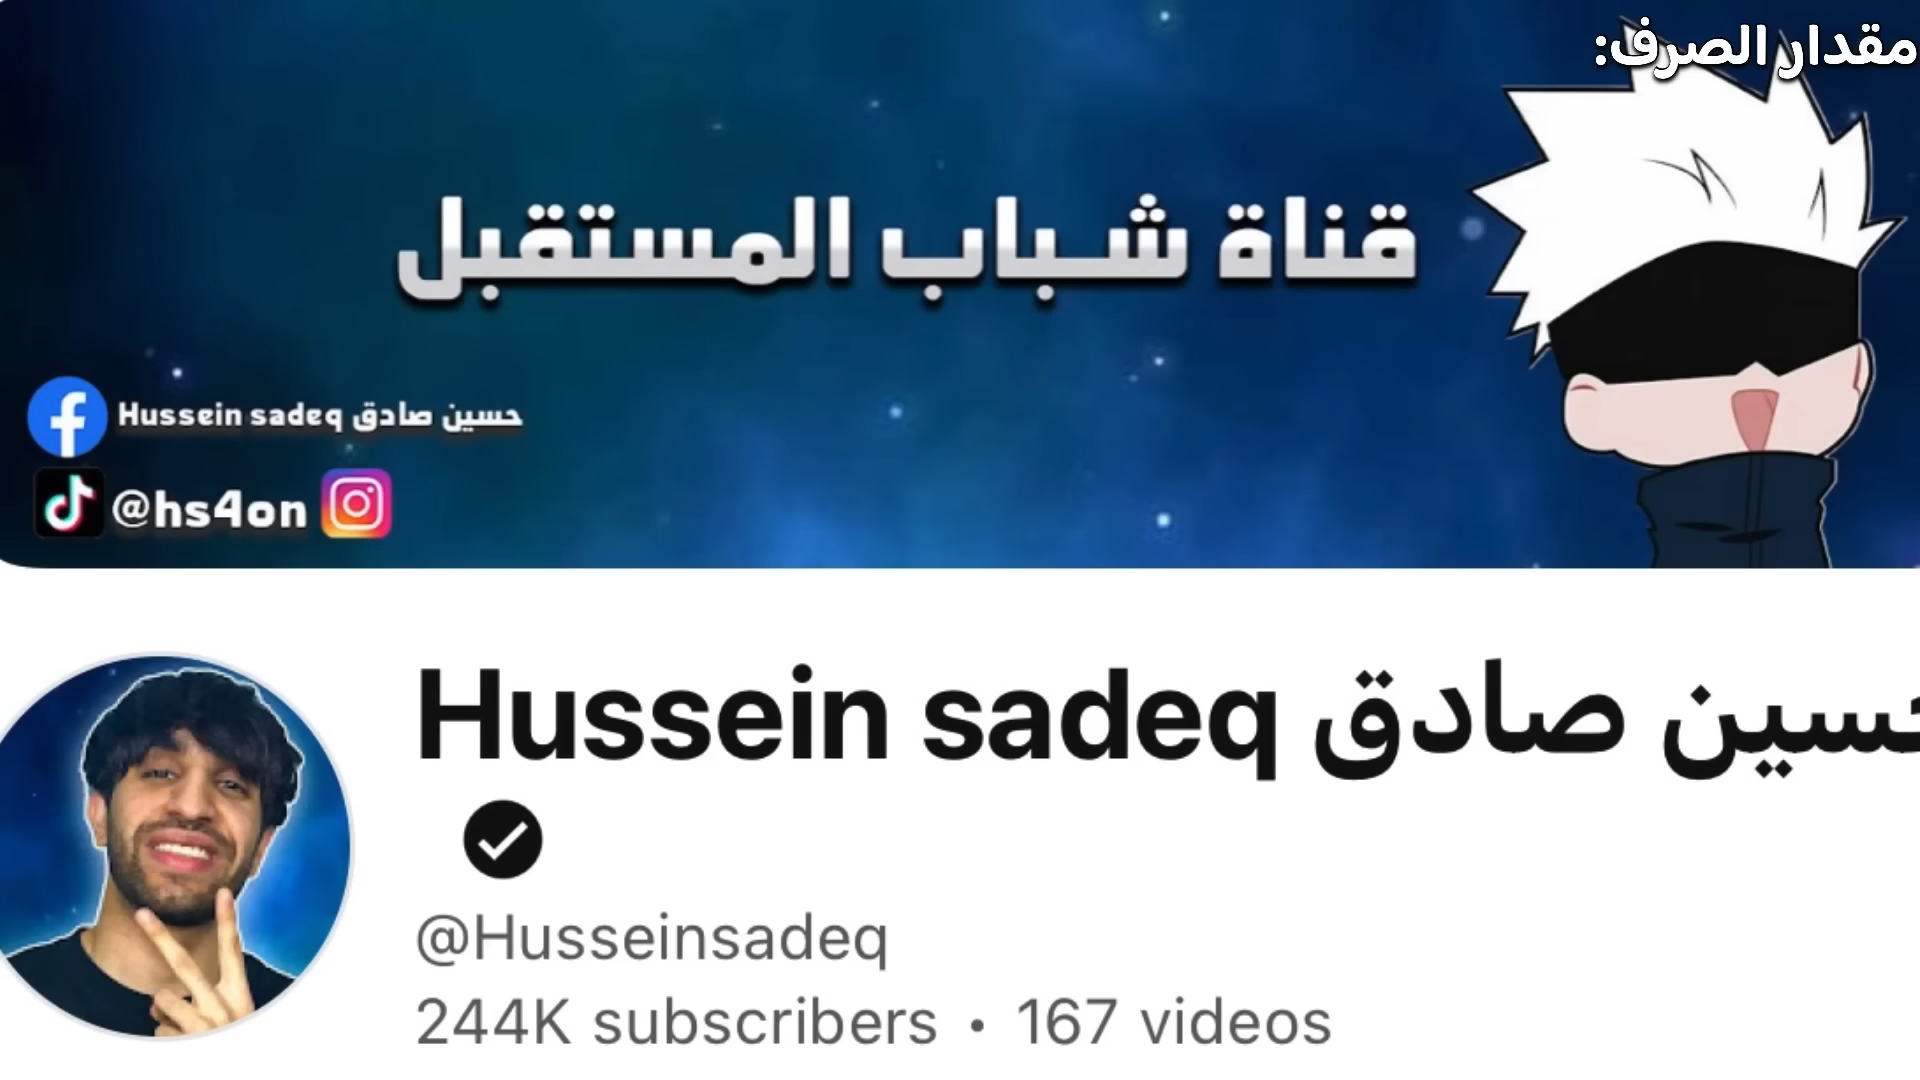 مقدار الصرف:
قناة شباب المستقبل
Hussein sadeq حسين صادق
@hs4on
Hussein sadeq حسين صادق
@Husseinsadeq
244K subscribers • 167 videos